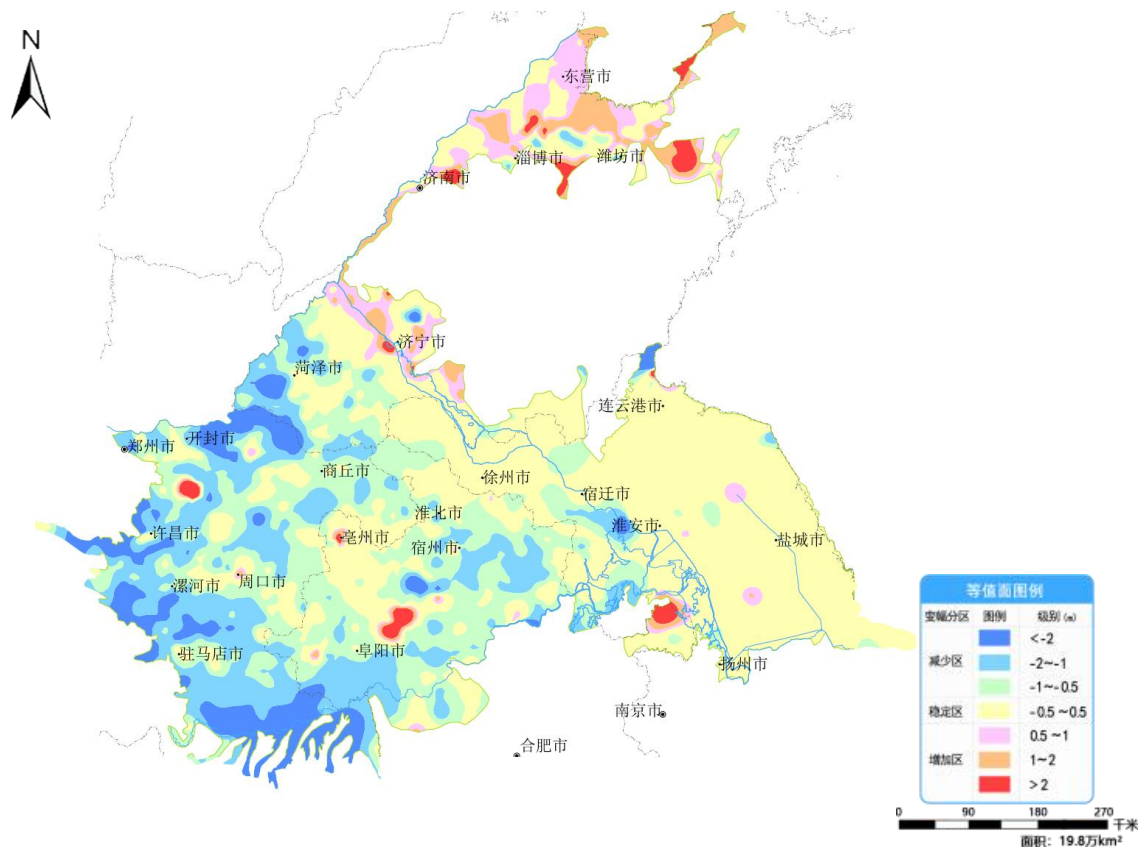 N
东营市
淄博市
潍坊市
济南市
济宁市
菏泽市
连云港市
开封市
郑州市
商丘市
徐州市
宿迁市
淮北市
淮安市
许昌市
亳州市
宿州市
盐城市
漯河市
周口市
驻马店市
阜阳市
扬州市
南京市
合肥市
等值面图例
变幅分区 图例 级别 (m)
减少区
<-2
-2~-1
-1~-0.5
稳定区 -0.5~0.5
增加区
0.5~1
1~2
>2
0 90 180 270
千米
面积：19.8万km²